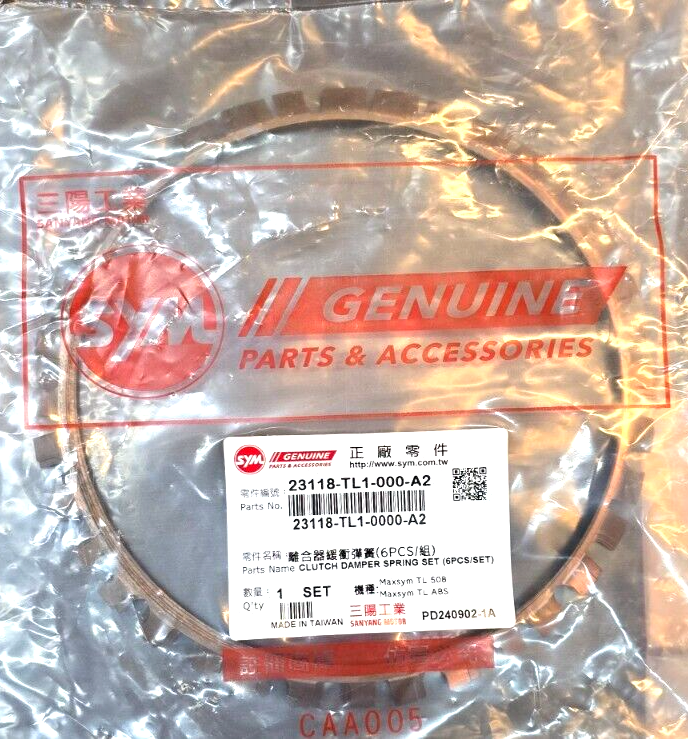 三陽工業
SANYANG
SYM
GENUINE
PARTS & ACCESSORIES
SYM GENUINE
PARTS & ACCESSORIES
正廠零件
http://www.sym.com.tw
零件編號: 23118-TL1-000-A2
Parts No.
23118-TL1-0000-A2
零件名稱: 離合器緩衝彈簧(6PCS/組)
Parts Name CLUTCH DAMPER SPRING SET (6PCS/SET)
數量: 1 SET 機種: Maxsym TL 508
Q'ty Maxsym TL ABS
MADE IN TAIWAN
三陽工業
SANYANG MOTOR
PD240902-1A
CAA005